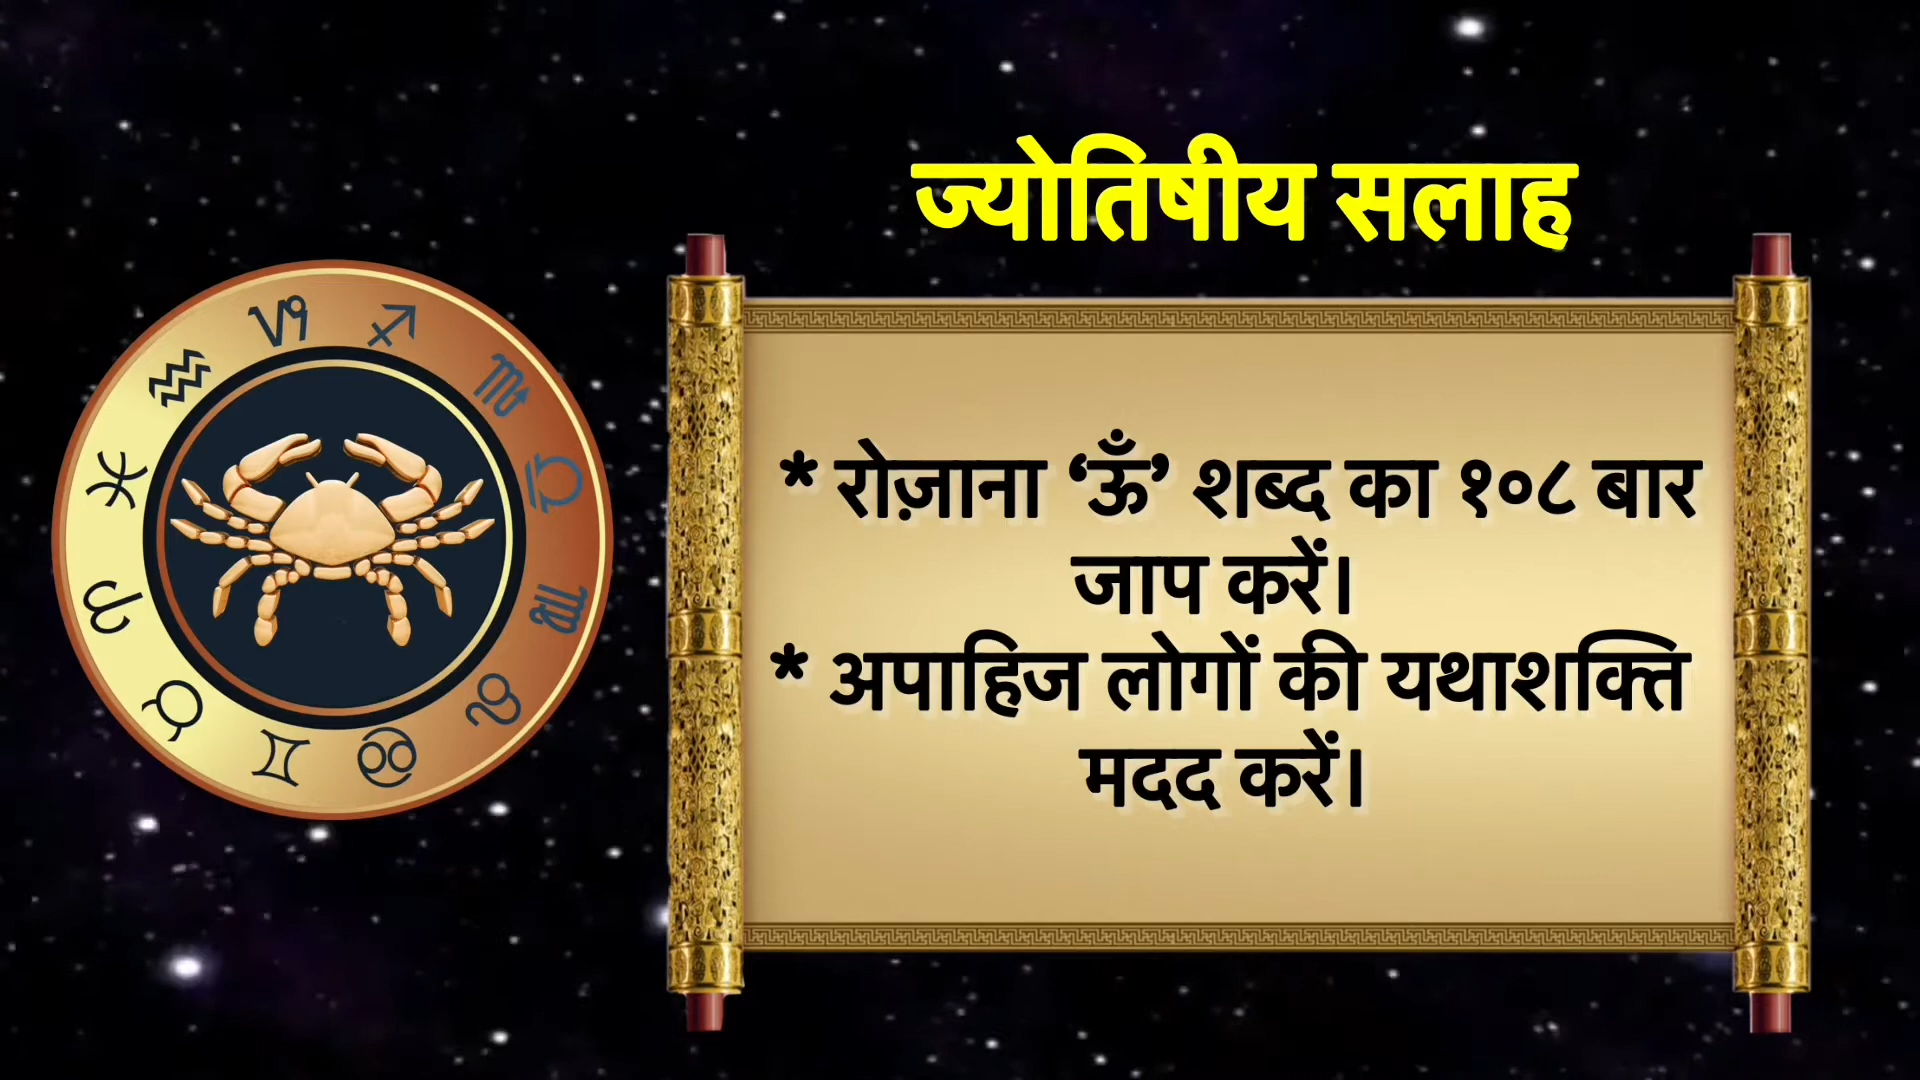 ज्योतिषीय सलाह
* रोज़ाना ‘ऊँ’ शब्द का १०८ बार
जाप करें।
* अपाहिज लोगों की यथाशक्ति
मदद करें।